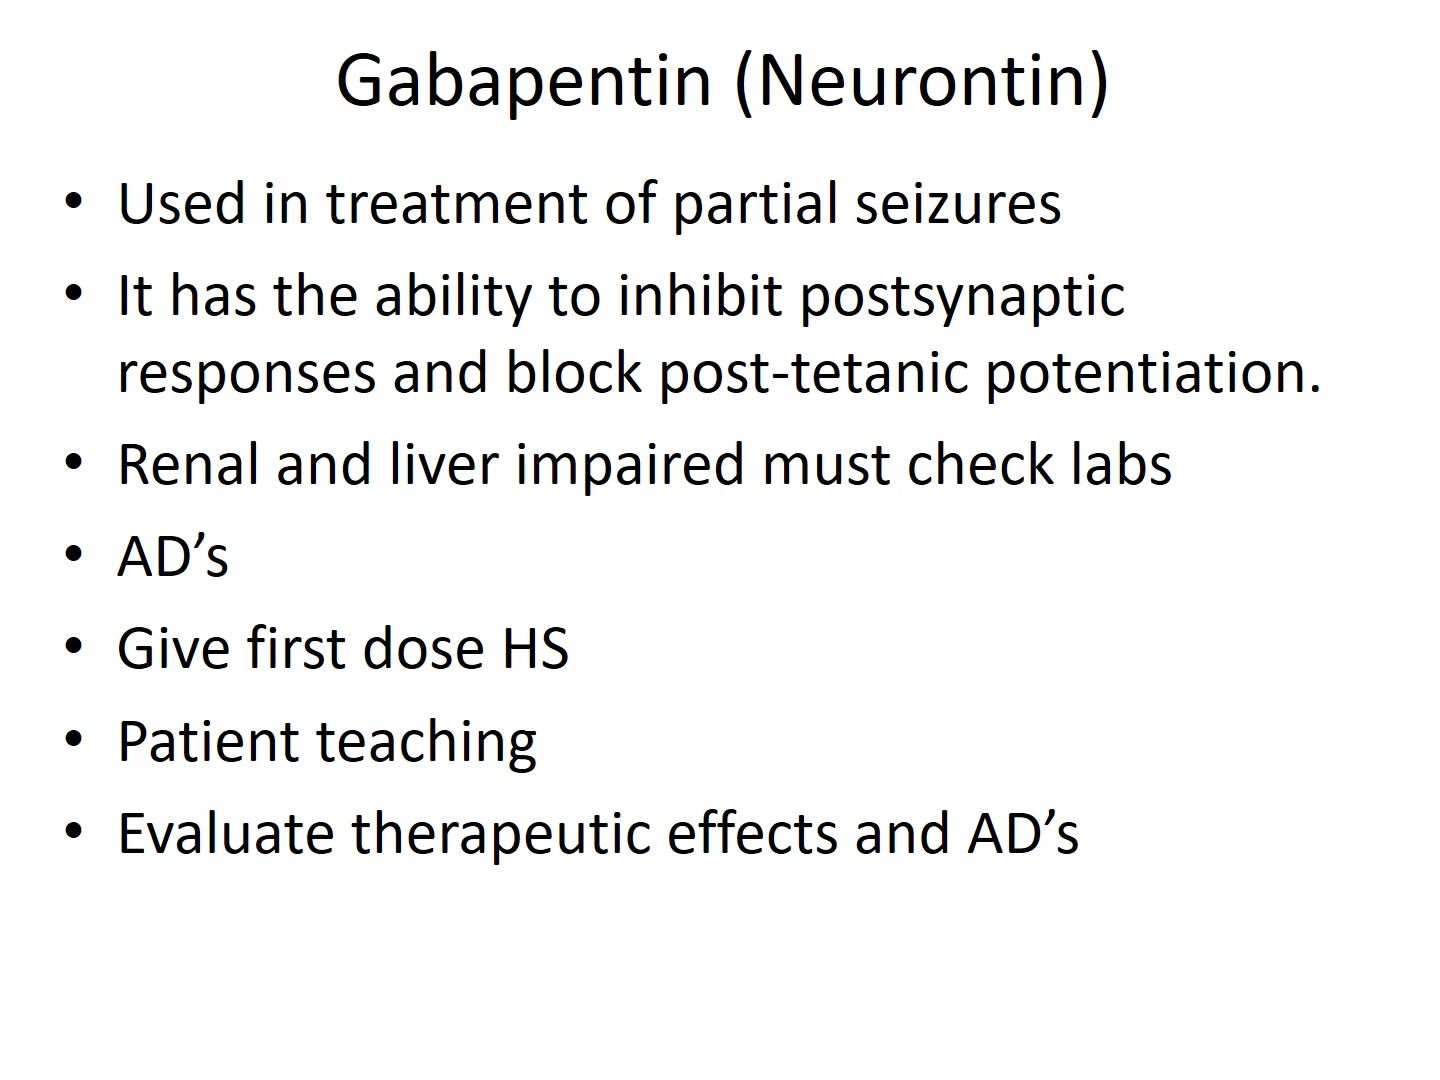 Gabapentin (Neurontin)
• Used in treatment of partial seizures
• It has the ability to inhibit postsynaptic
responses and block post-tetanic potentiation.
• Renal and liver impaired must check labs
• AD’s
• Give first dose HS
• Patient teaching
• Evaluate therapeutic effects and AD’s